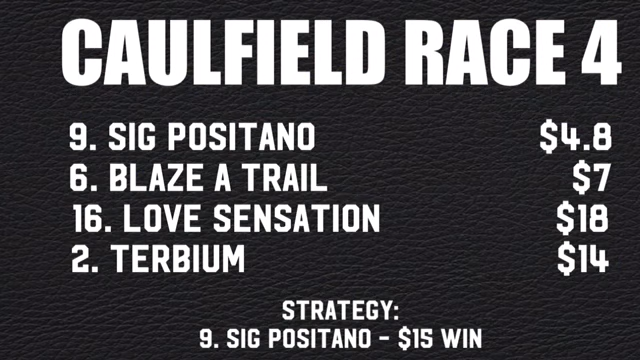 CAULFIELD RACE 4
9. SIG POSITANO $4.8
6. BLAZE A TRAIL $7
16. LOVE SENSATION $18
2. TERBIUM $14
STRATEGY:
9. SIG POSITANO - $15 WIN